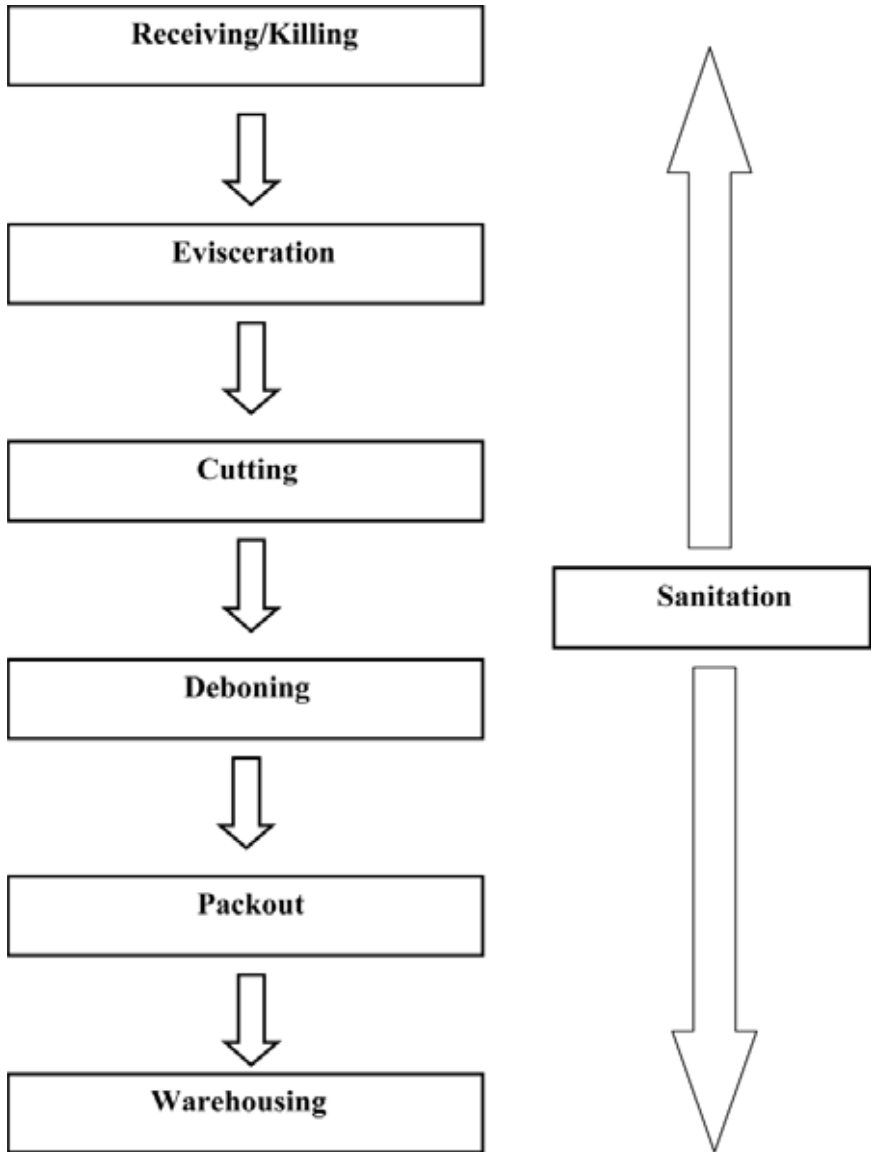 Receiving/Killing
Evisceration
Cutting
Deboning
Packout
Warehousing
Sanitation